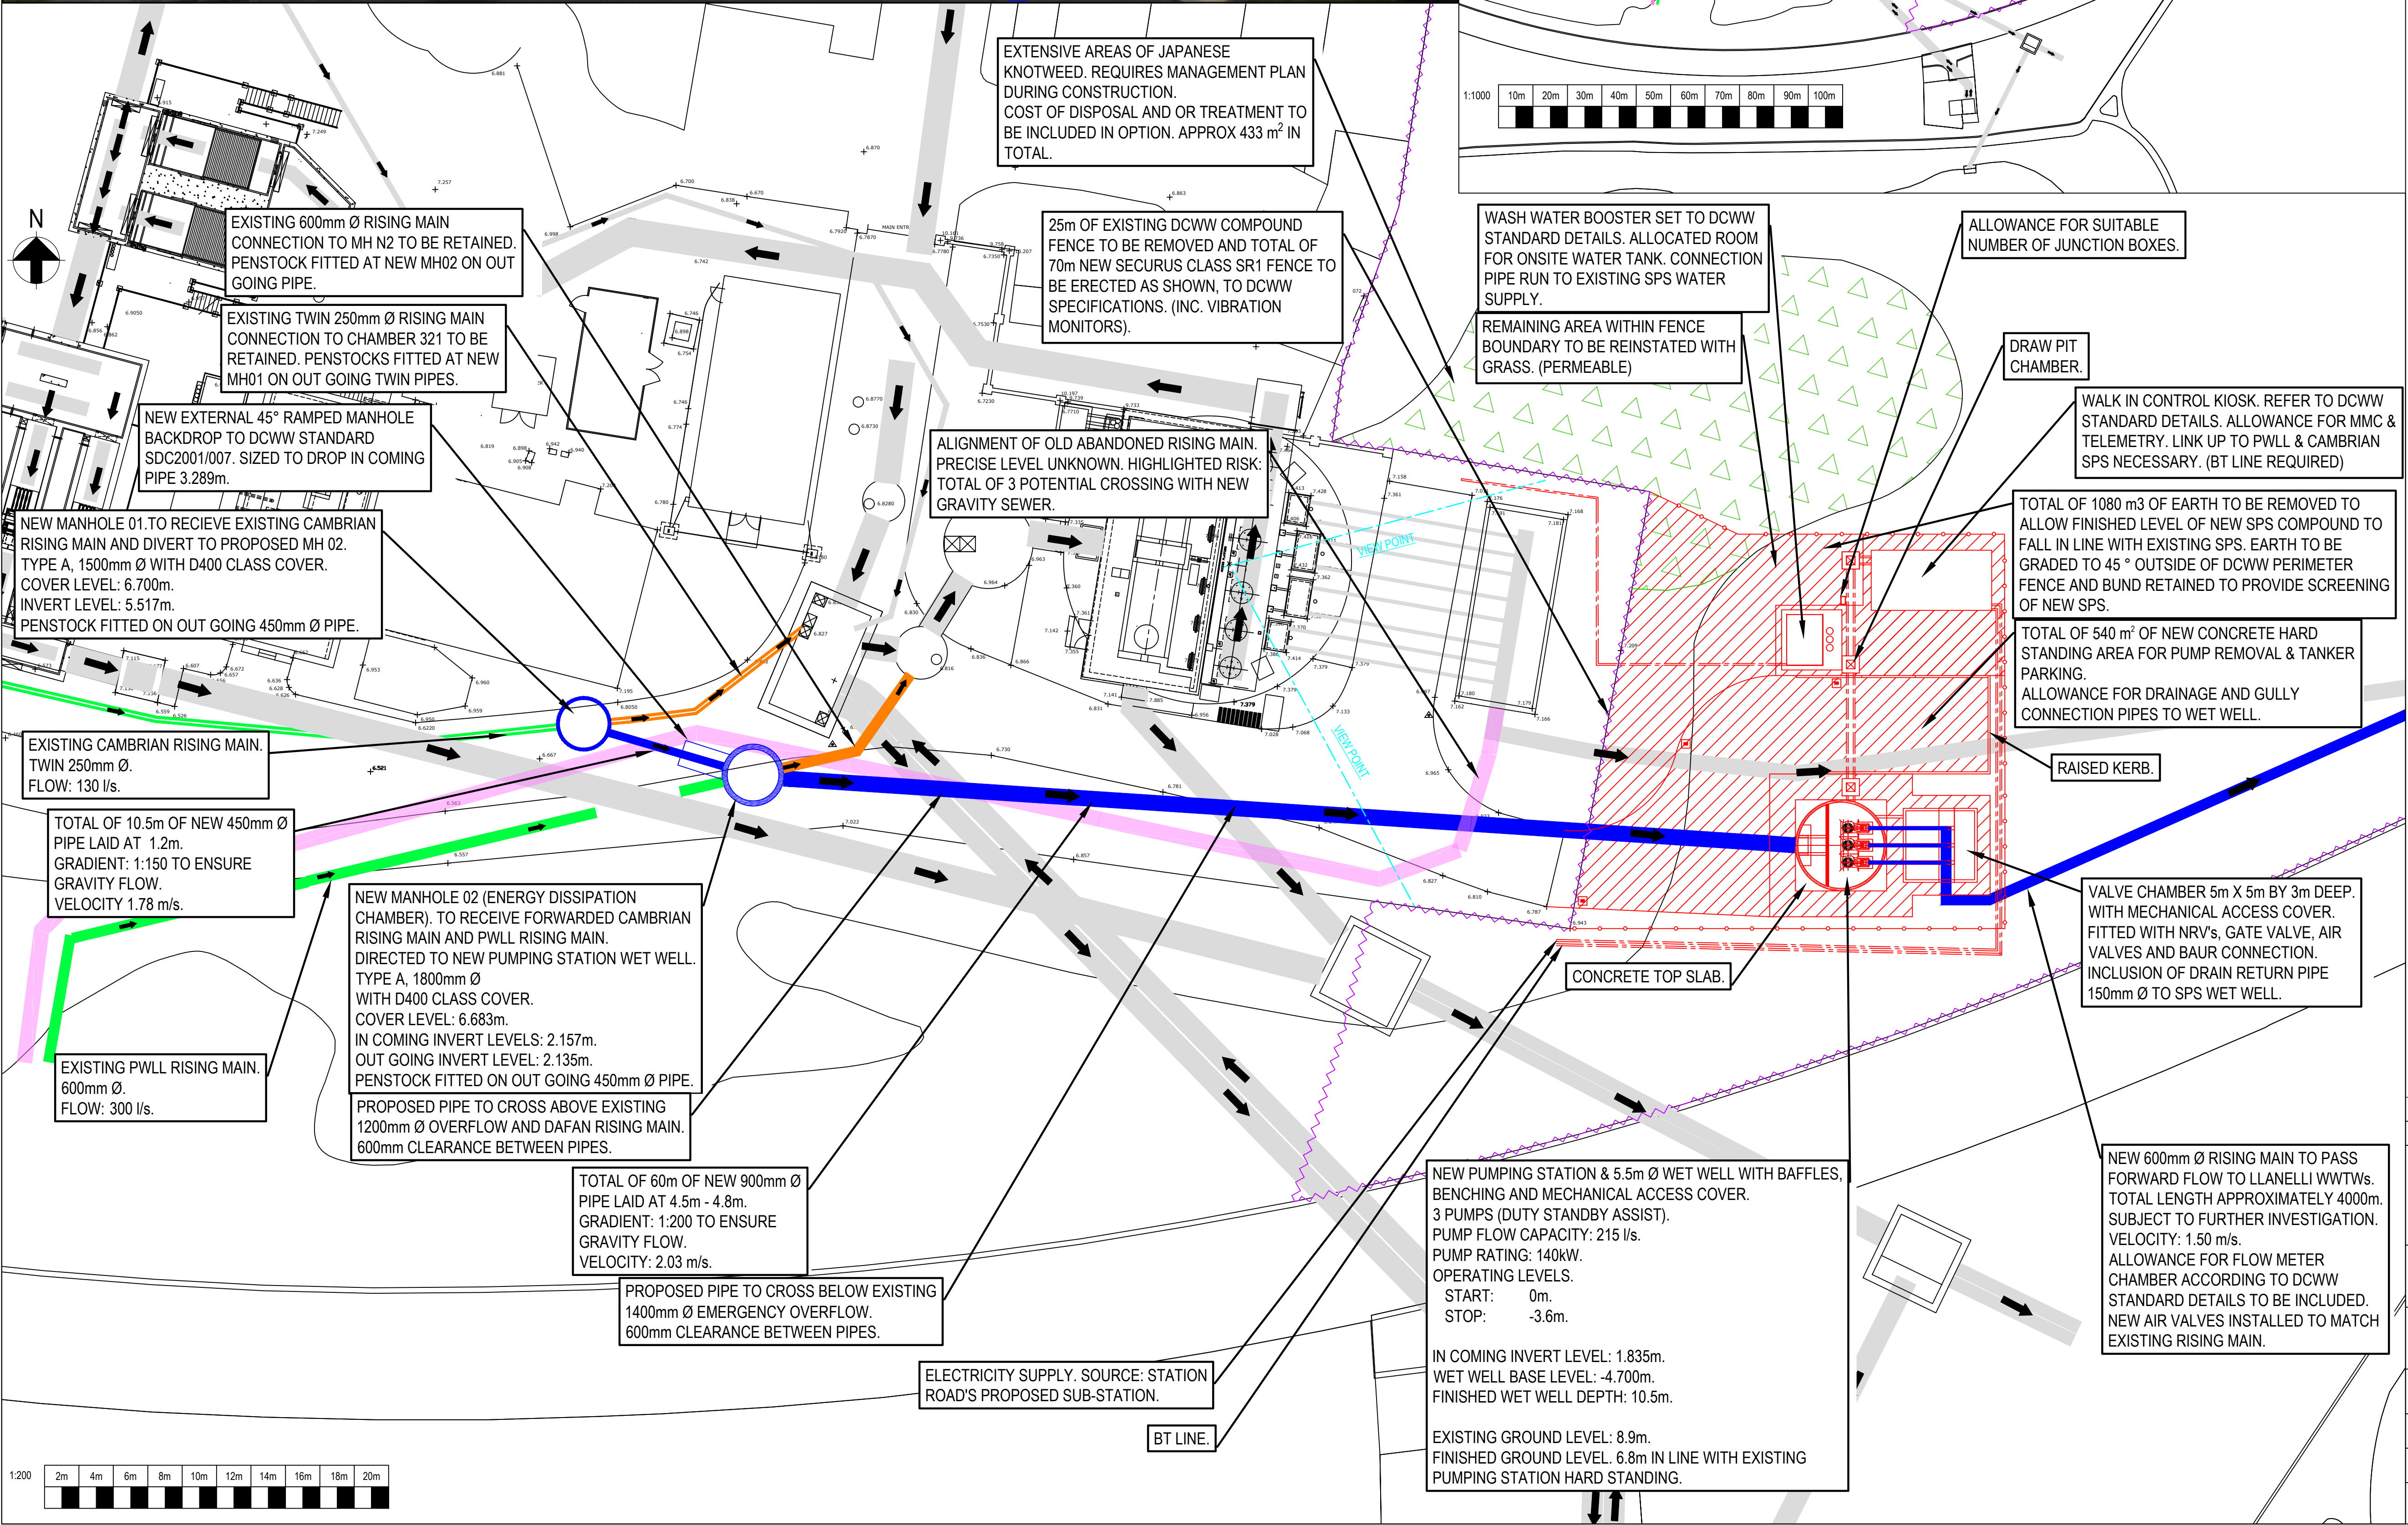 EXTENSIVE AREAS OF JAPANESE
KNOTWEED. REQUIRES MANAGEMENT PLAN
DURING CONSTRUCTION.
COST OF DISPOSAL AND OR TREATMENT TO
BE INCLUDED IN OPTION. APPROX 433 m² IN
TOTAL.
1:1000 10m 20m 30m 40m 50m 60m 70m 80m 90m 100m
N
EXISTING 600mm Ø RISING MAIN
CONNECTION TO MH N2 TO BE RETAINED.
PENSTOCK FITTED AT NEW MH02 ON OUT
GOING PIPE.
25m OF EXISTING DCWW COMPOUND
FENCE TO BE REMOVED AND TOTAL OF
70m NEW SECURUS CLASS SR1 FENCE TO
BE ERECTED AS SHOWN, TO DCWW
SPECIFICATIONS. (INC. VIBRATION
MONITORS).
WASH WATER BOOSTER SET TO DCWW
STANDARD DETAILS. ALLOCATED ROOM
FOR ONSITE WATER TANK. CONNECTION
PIPE RUN TO EXISTING SPS WATER
SUPPLY.
ALLOWANCE FOR SUITABLE
NUMBER OF JUNCTION BOXES.
EXISTING TWIN 250mm Ø RISING MAIN
CONNECTION TO CHAMBER 321 TO BE
RETAINED. PENSTOCKS FITTED AT NEW
MH01 ON OUT GOING TWIN PIPES.
REMAINING AREA WITHIN FENCE
BOUNDARY TO BE REINSTATED WITH
GRASS. (PERMEABLE)
DRAW PIT
CHAMBER.
NEW EXTERNAL 45° RAMPED MANHOLE
BACKDROP TO DCWW STANDARD
SDC2001/007. SIZED TO DROP IN COMING
PIPE 3.289m.
WALK IN CONTROL KIOSK. REFER TO DCWW
STANDARD DETAILS. ALLOWANCE FOR MMC &
TELEMETRY. LINK UP TO PWLL & CAMBRIAN
SPS NECESSARY. (BT LINE REQUIRED)
ALIGNMENT OF OLD ABANDONED RISING MAIN.
PRECISE LEVEL UNKNOWN. HIGHLIGHTED RISK:
TOTAL OF 3 POTENTIAL CROSSING WITH NEW
GRAVITY SEWER.
NEW MANHOLE 01.TO RECIEVE EXISTING CAMBRIAN
RISING MAIN AND DIVERT TO PROPOSED MH 02.
TYPE A, 1500mm Ø WITH D400 CLASS COVER.
COVER LEVEL: 6.700m.
INVERT LEVEL: 5.517m.
PENSTOCK FITTED ON OUT GOING 450mm Ø PIPE.
TOTAL OF 1080 m3 OF EARTH TO BE REMOVED TO
ALLOW FINISHED LEVEL OF NEW SPS COMPOUND TO
FALL IN LINE WITH EXISTING SPS. EARTH TO BE
GRADED TO 45 ° OUTSIDE OF DCWW PERIMETER
FENCE AND BUND RETAINED TO PROVIDE SCREENING
OF NEW SPS.
VIEW POINT
VIEW POINT
TOTAL OF 540 m² OF NEW CONCRETE HARD
STANDING AREA FOR PUMP REMOVAL & TANKER
PARKING.
ALLOWANCE FOR DRAINAGE AND GULLY
CONNECTION PIPES TO WET WELL.
EXISTING CAMBRIAN RISING MAIN.
TWIN 250mm Ø.
FLOW: 130 l/s.
RAISED KERB.
TOTAL OF 10.5m OF NEW 450mm Ø
PIPE LAID AT 1.2m.
GRADIENT: 1:150 TO ENSURE
GRAVITY FLOW.
VELOCITY 1.78 m/s.
NEW MANHOLE 02 (ENERGY DISSIPATION
CHAMBER). TO RECEIVE FORWARDED CAMBRIAN
RISING MAIN AND PWLL RISING MAIN.
DIRECTED TO NEW PUMPING STATION WET WELL.
TYPE A, 1800mm Ø
WITH D400 CLASS COVER.
COVER LEVEL: 6.683m.
IN COMING INVERT LEVELS: 2.157m.
OUT GOING INVERT LEVEL: 2.135m.
PENSTOCK FITTED ON OUT GOING 450mm Ø PIPE.
VALVE CHAMBER 5m X 5m BY 3m DEEP.
WITH MECHANICAL ACCESS COVER.
FITTED WITH NRV's, GATE VALVE, AIR
VALVES AND BAUR CONNECTION.
INCLUSION OF DRAIN RETURN PIPE
150mm Ø TO SPS WET WELL.
CONCRETE TOP SLAB.
EXISTING PWLL RISING MAIN.
600mm Ø.
FLOW: 300 l/s.
PROPOSED PIPE TO CROSS ABOVE EXISTING
1200mm Ø OVERFLOW AND DAFAN RISING MAIN.
600mm CLEARANCE BETWEEN PIPES.
TOTAL OF 60m OF NEW 900mm Ø
PIPE LAID AT 4.5m - 4.8m.
GRADIENT: 1:200 TO ENSURE
GRAVITY FLOW.
VELOCITY: 2.03 m/s.
NEW PUMPING STATION & 5.5m Ø WET WELL WITH BAFFLES,
BENCHING AND MECHANICAL ACCESS COVER.
3 PUMPS (DUTY STANDBY ASSIST).
PUMP FLOW CAPACITY: 215 l/s.
PUMP RATING: 140kW.
OPERATING LEVELS.
START: 0m.
STOP: -3.6m.
IN COMING INVERT LEVEL: 1.835m.
WET WELL BASE LEVEL: -4.700m.
FINISHED WET WELL DEPTH: 10.5m.
EXISTING GROUND LEVEL: 8.9m.
FINISHED GROUND LEVEL. 6.8m IN LINE WITH EXISTING
PUMPING STATION HARD STANDING.
NEW 600mm Ø RISING MAIN TO PASS
FORWARD FLOW TO LLANELLI WWTWs.
TOTAL LENGTH APPROXIMATELY 4000m.
SUBJECT TO FURTHER INVESTIGATION.
VELOCITY: 1.50 m/s.
ALLOWANCE FOR FLOW METER
CHAMBER ACCORDING TO DCWW
STANDARD DETAILS TO BE INCLUDED.
NEW AIR VALVES INSTALLED TO MATCH
EXISTING RISING MAIN.
PROPOSED PIPE TO CROSS BELOW EXISTING
1400mm Ø EMERGENCY OVERFLOW.
600mm CLEARANCE BETWEEN PIPES.
ELECTRICITY SUPPLY. SOURCE: STATION
ROAD'S PROPOSED SUB-STATION.
BT LINE.
1:200 2m 4m 6m 8m 10m 12m 14m 16m 18m 20m